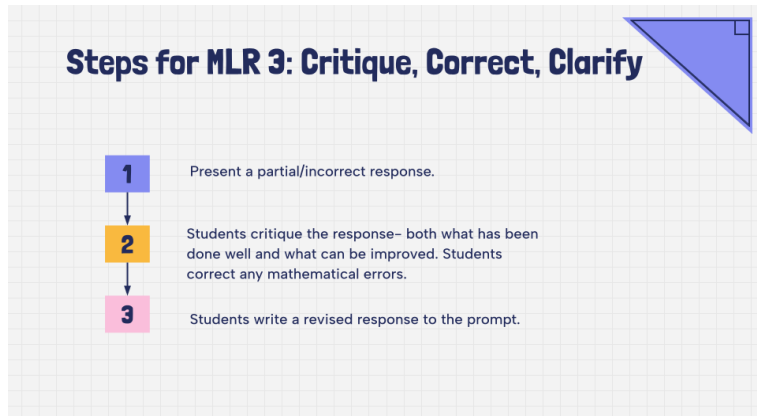 Steps for MLR 3: Critique, Correct, Clarify
1
Present a partial/incorrect response.
2
Students critique the response- both what has been
done well and what can be improved. Students
correct any mathematical errors.
3
Students write a revised response to the prompt.